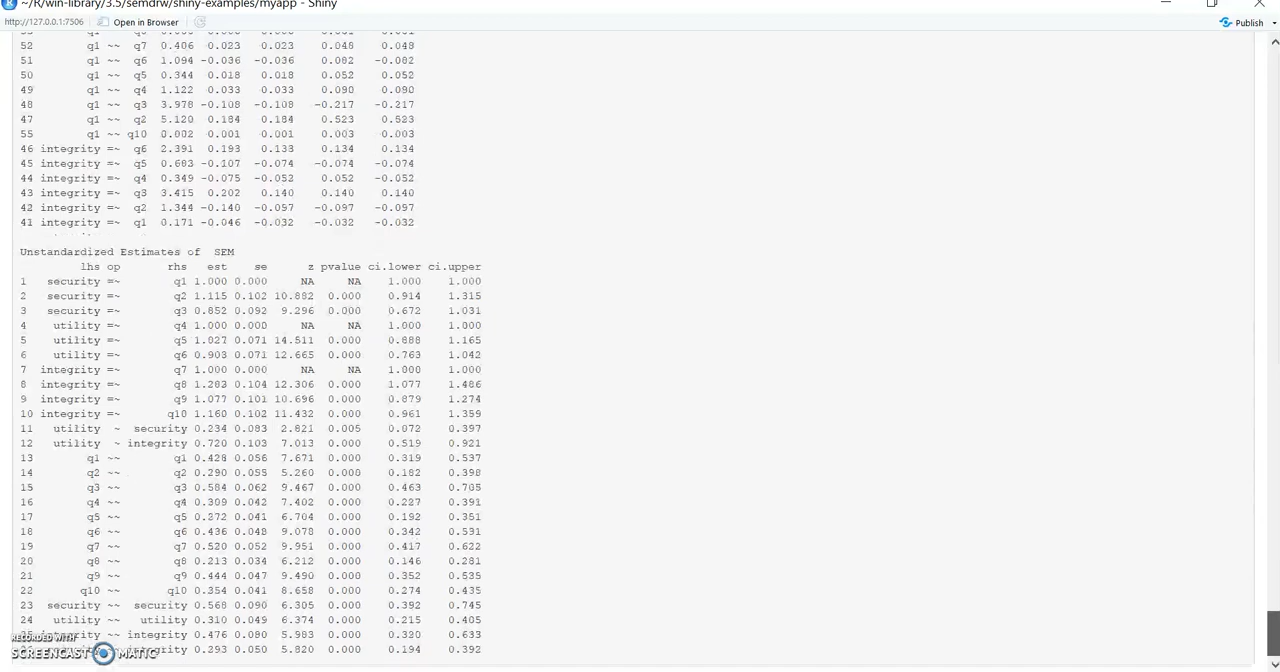 ~/R/win-library/3.5/semdrw/shiny-examples/myapp - Shiny
http://127.0.0.1:7506 Open in Browser Publish
52 q1 ~~ q7 0.406 -0.023 -0.023 -0.048 -0.048
51 q1 ~~ q6 1.094 -0.036 -0.036 -0.082 -0.082
50 q1 ~~ q5 0.344 0.018 0.018 0.052 0.052
49 q1 ~~ q4 1.122 0.033 0.033 0.090 0.090
48 q1 ~~ q3 3.978 -0.108 -0.108 -0.217 -0.217
47 q1 ~~ q2 5.120 0.184 0.184 0.523 0.523
55 q1 ~~ q10 0.002 -0.001 -0.001 -0.003 -0.003
46 integrity =~ q6 2.391 0.193 0.133 0.134 0.134
45 integrity =~ q5 0.683 -0.107 -0.074 -0.074 -0.074
44 integrity =~ q4 0.349 -0.075 -0.052 -0.052 -0.052
43 integrity =~ q3 3.415 0.202 0.140 0.140 0.140
42 integrity =~ q2 1.344 -0.140 -0.097 -0.097 -0.097
41 integrity =~ q1 0.171 -0.046 -0.032 -0.032 -0.032
Unstandardized Estimates of SEM
lhs op rhs est se z pvalue ci.lower ci.upper
1 security =~ q1 1.000 0.000 NA NA 1.000 1.000
2 security =~ q2 1.115 0.102 10.882 0.000 0.914 1.315
3 security =~ q3 0.852 0.092 9.296 0.000 0.672 1.031
4 utility =~ q4 1.000 0.000 NA NA 1.000 1.000
5 utility =~ q5 1.027 0.071 14.511 0.000 0.888 1.165
6 utility =~ q6 0.903 0.071 12.665 0.000 0.763 1.042
7 integrity =~ q7 1.000 0.000 NA NA 1.000 1.000
8 integrity =~ q8 1.283 0.104 12.306 0.000 1.077 1.486
9 integrity =~ q9 1.077 0.101 10.696 0.000 0.879 1.274
10 integrity =~ q10 1.160 0.102 11.432 0.000 0.961 1.359
11 utility ~ security 0.234 0.083 2.821 0.005 0.072 0.397
12 utility ~ integrity 0.720 0.103 7.013 0.000 0.519 0.921
13 q1 ~~ q1 0.428 0.056 7.671 0.000 0.319 0.537
14 q2 ~~ q2 0.290 0.055 5.260 0.000 0.182 0.398
15 q3 ~~ q3 0.584 0.062 9.467 0.000 0.463 0.705
16 q4 ~~ q4 0.309 0.042 7.402 0.000 0.227 0.391
17 q5 ~~ q5 0.272 0.041 6.704 0.000 0.192 0.351
18 q6 ~~ q6 0.436 0.048 9.078 0.000 0.342 0.531
19 q7 ~~ q7 0.520 0.052 9.951 0.000 0.417 0.622
20 q8 ~~ q8 0.213 0.034 6.212 0.000 0.146 0.281
21 q9 ~~ q9 0.444 0.047 9.490 0.000 0.352 0.535
22 q10 ~~ q10 0.354 0.041 8.658 0.000 0.274 0.435
23 security ~~ security 0.568 0.090 6.305 0.000 0.392 0.745
24 utility ~~ utility 0.310 0.049 6.374 0.000 0.215 0.405
25 integrity ~~ integrity 0.476 0.080 5.983 0.000 0.320 0.633
~~ integrity 0.293 0.050 5.820 0.000 0.194 0.392
RECORDED WITH
SCREENCAST MATIC